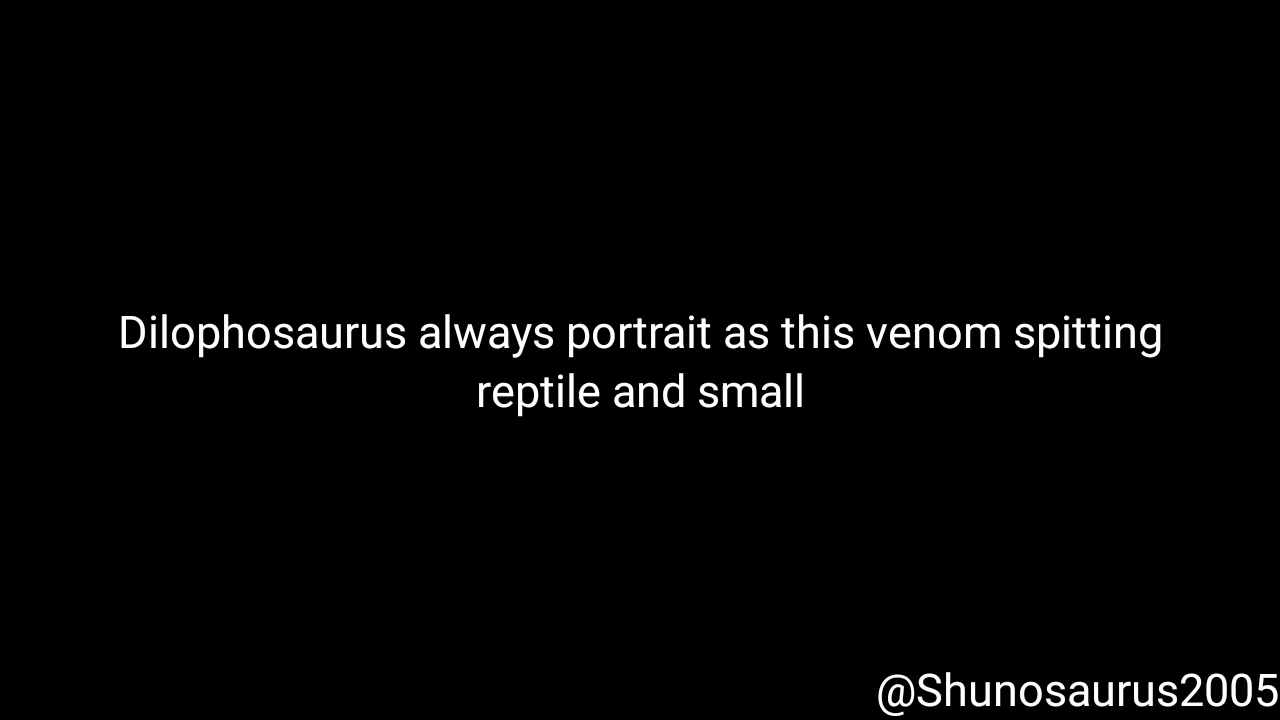 Dilophosaurus always portrait as this venom spitting
reptile and small
@Shunosaurus2005